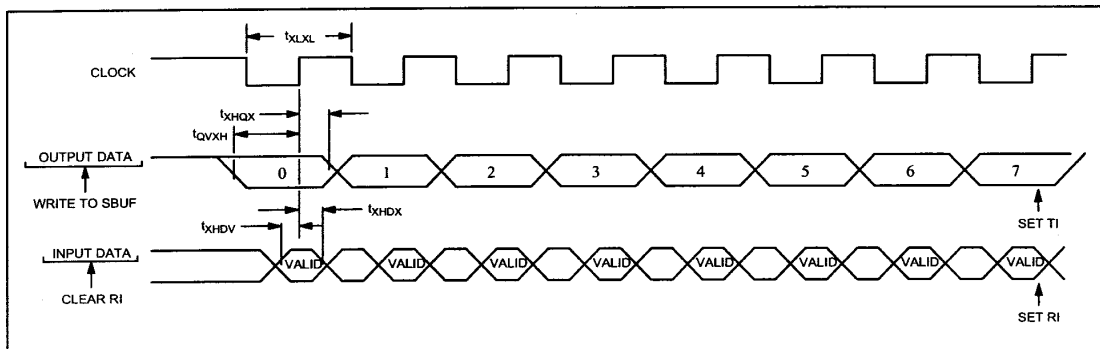 tXLXL
CLOCK
tXHQX
tQVXH
OUTPUT DATA
0 1 2 3 4 5 6 7
WRITE TO SBUF
SET TI
tXHDV
tXHDX
INPUT DATA
VALID VALID VALID VALID VALID VALID VALID VALID
CLEAR RI
SET RI